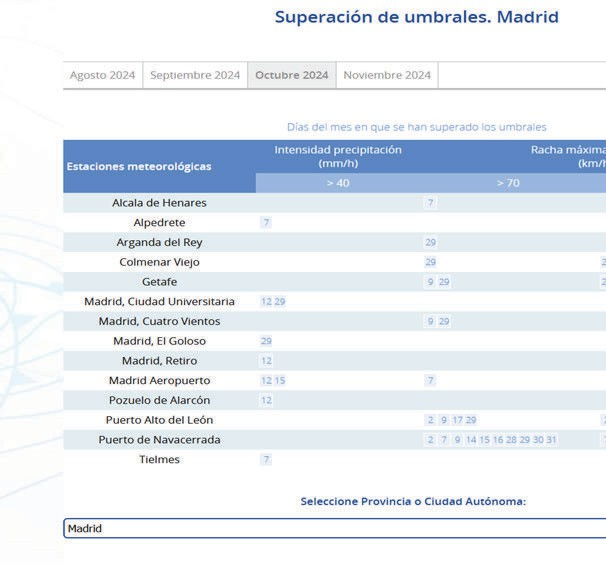 Superación de umbrales. Madrid
Agosto 2024 Septiembre 2024 Octubre 2024 Noviembre 2024
Días del mes en que se han superado los umbrales
Estaciones meteorológicas Intensidad precipitación (mm/h) Racha máxima (km/h
> 40 > 70
Alcala de Henares 7
Alpedrete 7
Arganda del Rey 29
Colmenar Viejo 29 2
Getafe 9 29 2
Madrid, Ciudad Universitaria 12 29
Madrid, Cuatro Vientos 9 29
Madrid, El Goloso 29
Madrid, Retiro 12
Madrid Aeropuerto 12 15 7
Pozuelo de Alarcón 12
Puerto Alto del León 2 9 17 29
Puerto de Navacerrada 2 7 9 14 15 16 28 29 30 31
Tielmes 7
Seleccione Provincia o Ciudad Autónoma:
Madrid